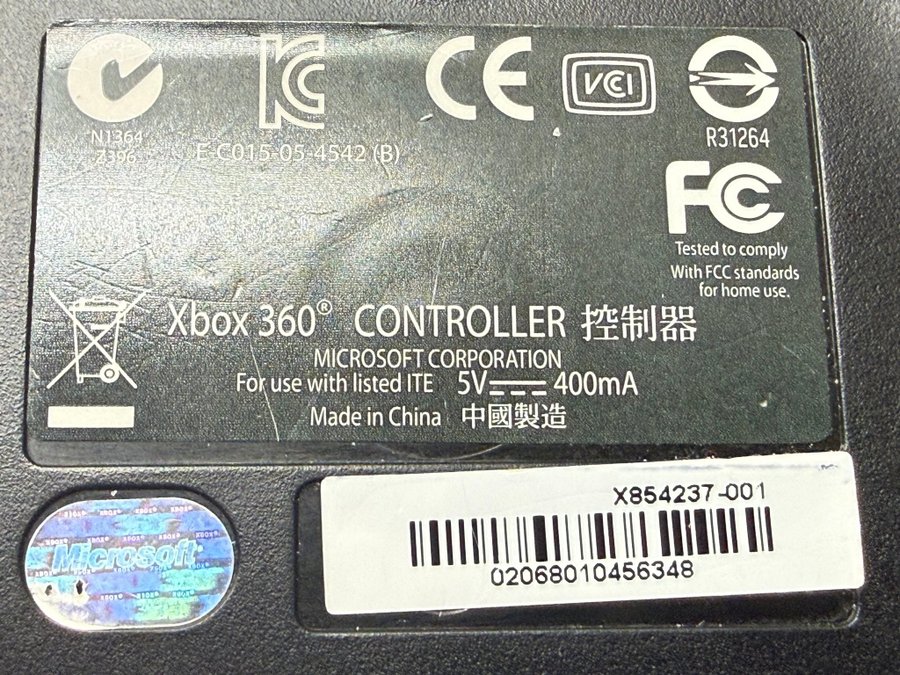 N1364
Z396
E-C015-05-4542 (B)
CE
VCI
R31264
FC
Tested to comply
With FCC standards
for home use.
Xbox 360® CONTROLLER 控制器
MICROSOFT CORPORATION
For use with listed ITE 5V⎓400mA
Made in China 中國製造
X854237-001
02068010456348
Microsoft®